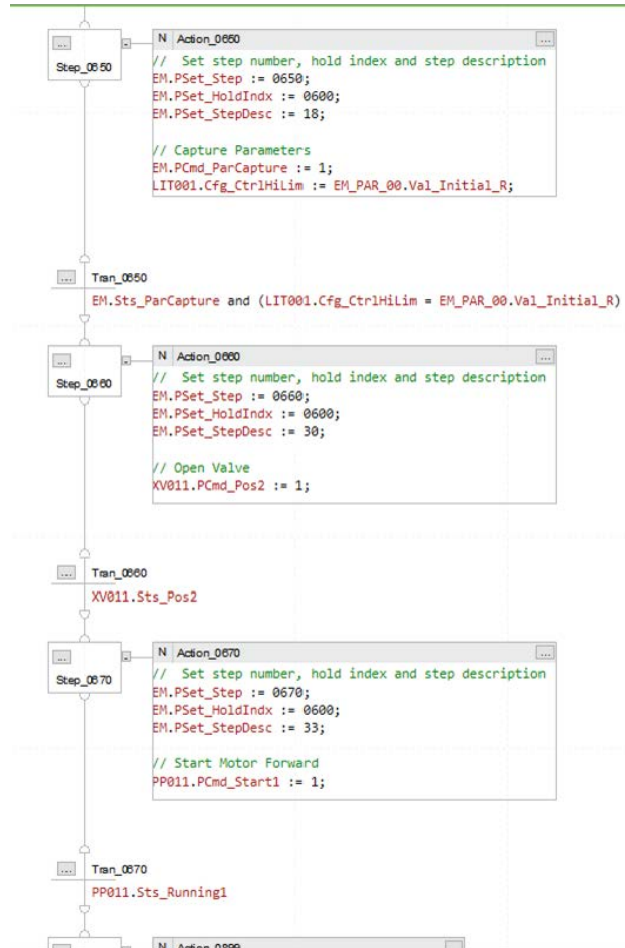 ... N Action_0650 ...
Step_0650
// Set step number, hold index and step description
EM.PSet_Step := 0650;
EM.PSet_HoldIndx := 0600;
EM.PSet_StepDesc := 18;
// Capture Parameters
EM.PCmd_ParCapture := 1;
LIT001.Cfg_CtrlHiLim := EM_PAR_00.Val_Initial_R;
... Tran_0650
EM.Sts_ParCapture and (LIT001.Cfg_CtrlHiLim = EM_PAR_00.Val_Initial_R)
... N Action_0660 ...
Step_0660
// Set step number, hold index and step description
EM.PSet_Step := 0660;
EM.PSet_HoldIndx := 0600;
EM.PSet_StepDesc := 30;
// Open Valve
XV011.PCmd_Pos2 := 1;
... Tran_0660
XV011.Sts_Pos2
... N Action_0670 ...
Step_0670
// Set step number, hold index and step description
EM.PSet_Step := 0670;
EM.PSet_HoldIndx := 0600;
EM.PSet_StepDesc := 33;
// Start Motor Forward
PP011.PCmd_Start1 := 1;
... Tran_0670
PP011.Sts_Running1
N Action_0899